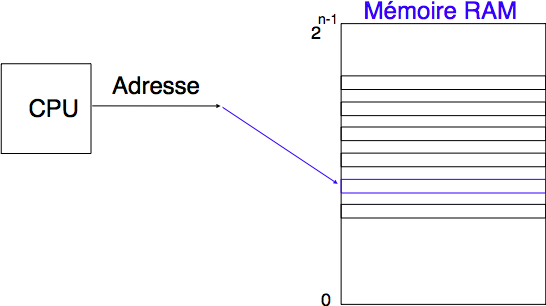 Mémoire RAM
2^n-1
Adresse
CPU
0